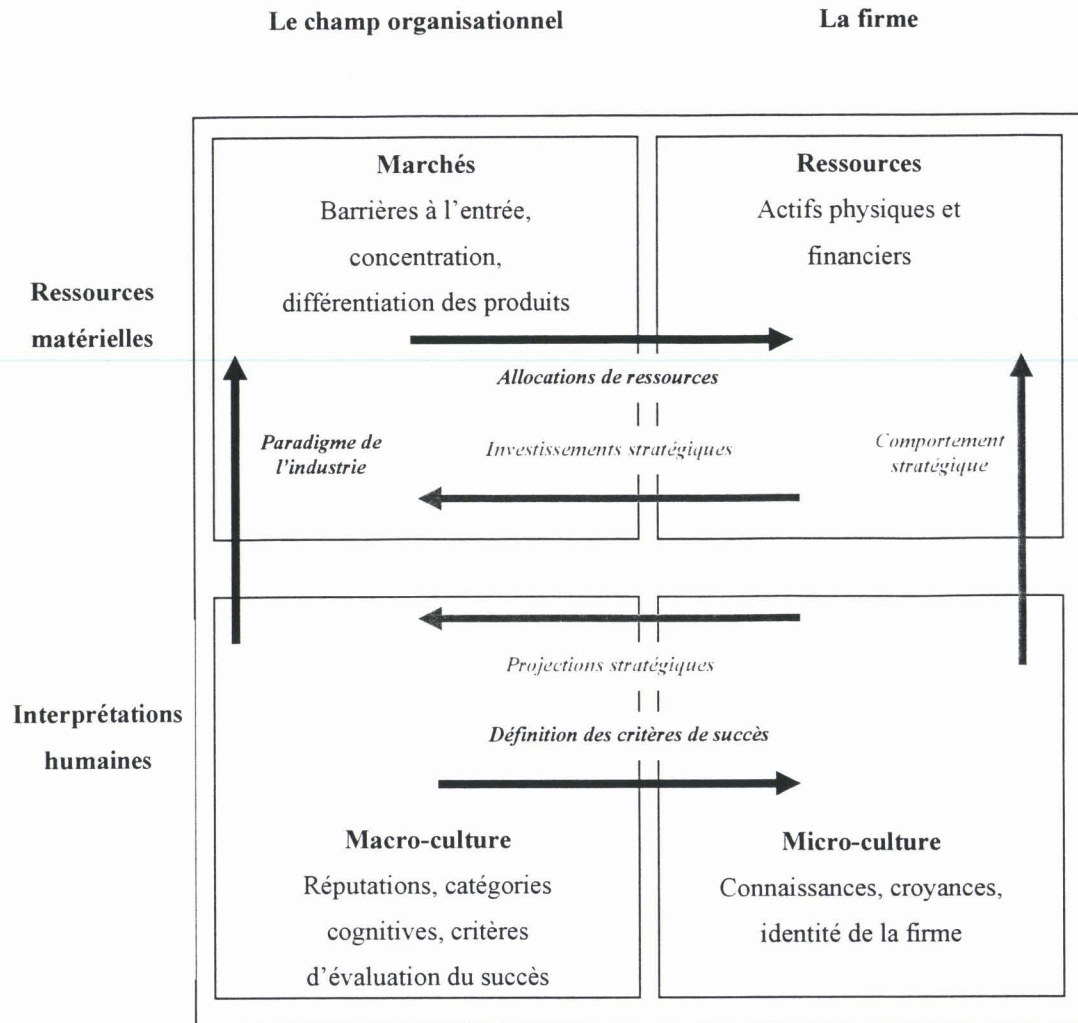 Le champ organisationnel
La firme
Marchés
Barrières à l'entrée,
concentration,
différentiation des produits
Ressources
Actifs physiques et
financiers
Ressources
matérielles
Allocations de ressources
Paradigme de
l'industrie
Investissements stratégiques
Comportement
stratégique
Projections stratégiques
Interprétations
humaines
Définition des critères de succès
Macro-culture
Réputations, catégories
cognitives, critères
d'évaluation du succès
Micro-culture
Connaissances, croyances,
identité de la firme